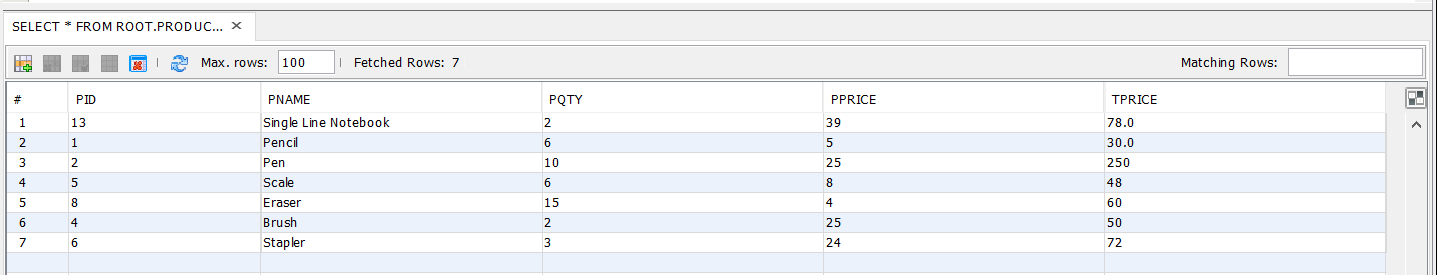 SELECT * FROM ROOT.PRODUC... ×
Max. rows: 100 Fetched Rows: 7 Matching Rows:
# PID PNAME PQTY PPRICE TPRICE
1 13 Single Line Notebook 2 39 78.0
2 1 Pencil 6 5 30.0
3 2 Pen 10 25 250
4 5 Scale 6 8 48
5 8 Eraser 15 4 60
6 4 Brush 2 25 50
7 6 Stapler 3 24 72